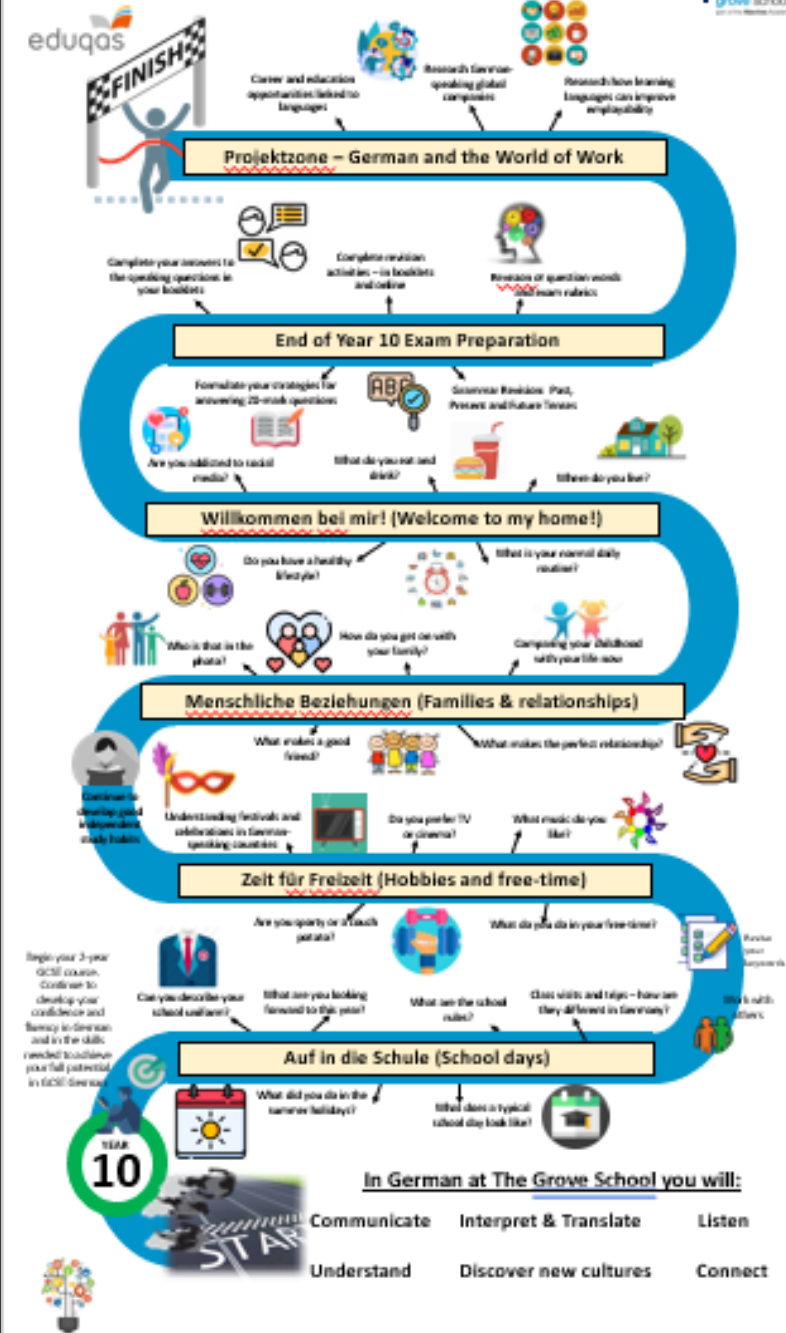 eduqas
grove school
FINISH
Career and education
opportunities linked to
languages
Research German-
speaking global
companies
Research how learning
languages can improve
employability
Projektzone – German and the World of Work
Complete your answers to
the speaking questions in
your booklets
Complete revision
activities – in booklets
and online
Revision of question words
and exam rubrics
End of Year 10 Exam Preparation
Formulate your strategies for
answering 20-mark questions
ABC
Grammar Revision: Past,
Present and Future Tenses
Are you addicted to social
media?
What do you eat and
drink?
Where do you live?
Willkommen bei mir! (Welcome to my home!)
Do you have a healthy
lifestyle?
What is your normal daily
routine?
Who is that in the
photo?
How do you get on with
your family?
Comparing your childhood
with your life now
Menschliche Beziehungen (Families & relationships)
What makes a good
friend?
What makes the perfect relationship?
Continue to
develop good
independent
study habits
Understanding festivals and
celebrations in German-
speaking countries
Do you prefer TV
or cinema?
What music do you
like?
Zeit für Freizeit (Hobbies and free-time)
Are you sporty or a couch
potato?
What do you do in your free-time?
Revise
your
keywords
Begin your 2-year
GCSE course.
Continue to
develop your
confidence and
fluency in German
and in the skills
needed to achieve
your full potential
in GCSE German
Can you describe your
school uniform?
What are you looking
forward to this year?
What are the school
rules?
Class visits and trips – how are
they different in Germany?
Work with
others
Auf in die Schule (School days)
What did you do in the
summer holidays?
What does a typical
school day look like?
YEAR
10
START
In German at The Grove School you will:
Communicate Interpret & Translate Listen
Understand Discover new cultures Connect